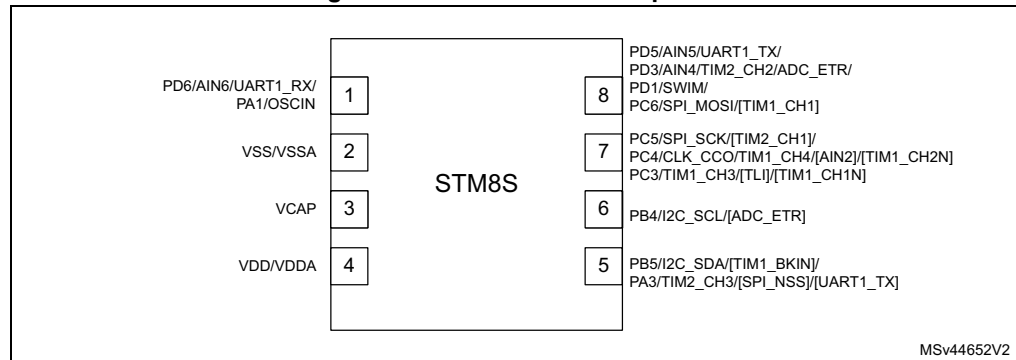 PD6/AIN6/UART1_RX/
PA1/OSCIN
1
VSS/VSSA
2
VCAP
3
VDD/VDDA
4
STM8S
PD5/AIN5/UART1_TX/
PD3/AIN4/TIM2_CH2/ADC_ETR/
PD1/SWIM/
PC6/SPI_MOSI/[TIM1_CH1]
8
PC5/SPI_SCK/[TIM2_CH1]/
PC4/CLK_CCO/TIM1_CH4/[AIN2]/[TIM1_CH2N]
PC3/TIM1_CH3/[TLI]/[TIM1_CH1N]
7
PB4/I2C_SCL/[ADC_ETR]
6
PB5/I2C_SDA/[TIM1_BKIN]/
PA3/TIM2_CH3/[SPI_NSS]/[UART1_TX]
5
MSv44652V2